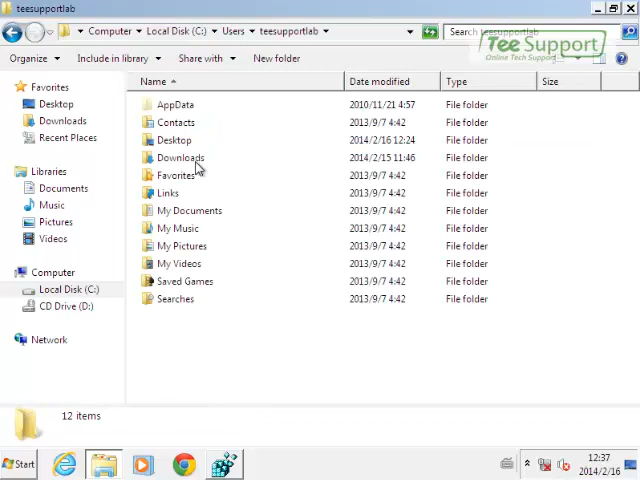 teesupportlab
Computer Local Disk (C:) Users teesupportlab
Search teesupportlab
Tee Support
Online Tech Support
Organize Include in library Share with New folder
Name Date modified Type Size
Favorites
Desktop
Downloads
Recent Places
Libraries
Documents
Music
Pictures
Videos
Computer
Local Disk (C:)
CD Drive (D:)
Network
AppData 2010/11/21 4:57 File folder
Contacts 2013/9/7 4:42 File folder
Desktop 2014/2/16 12:24 File folder
Downloads 2014/2/15 11:46 File folder
Favorites 2013/9/7 4:42 File folder
Links 2013/9/7 4:42 File folder
My Documents 2013/9/7 4:42 File folder
My Music 2013/9/7 4:42 File folder
My Pictures 2013/9/7 4:42 File folder
My Videos 2013/9/7 4:42 File folder
Saved Games 2013/9/7 4:42 File folder
Searches 2013/9/7 4:42 File folder
12 items
Start
12:37
2014/2/16